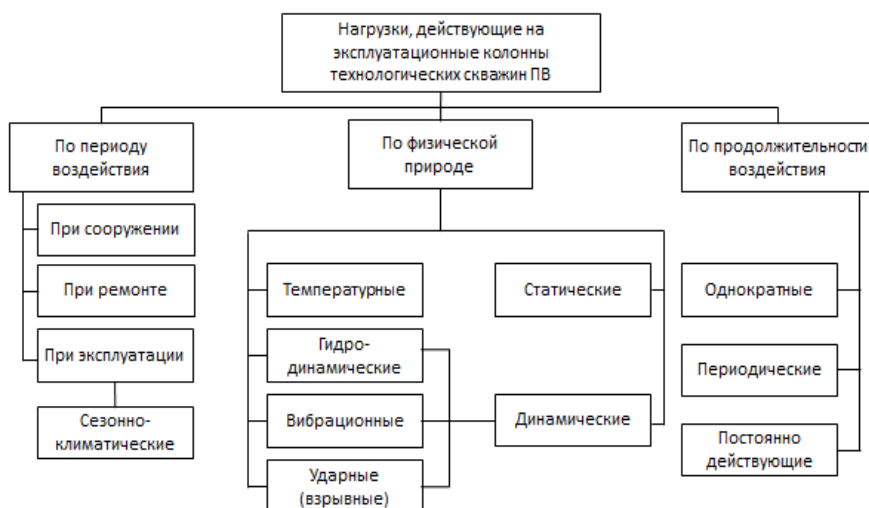 Нагрузки, действующие на
эксплуатационные колонны
технологических скважин ПВ
По периоду
воздействия
По физической
природе
По продолжительности
воздействия
При сооружении
При ремонте
При эксплуатации
Сезонно-
климатические
Температурные
Гидро-
динамические
Вибрационные
Ударные
(взрывные)
Статические
Динамические
Однократные
Периодические
Постоянно
действующие